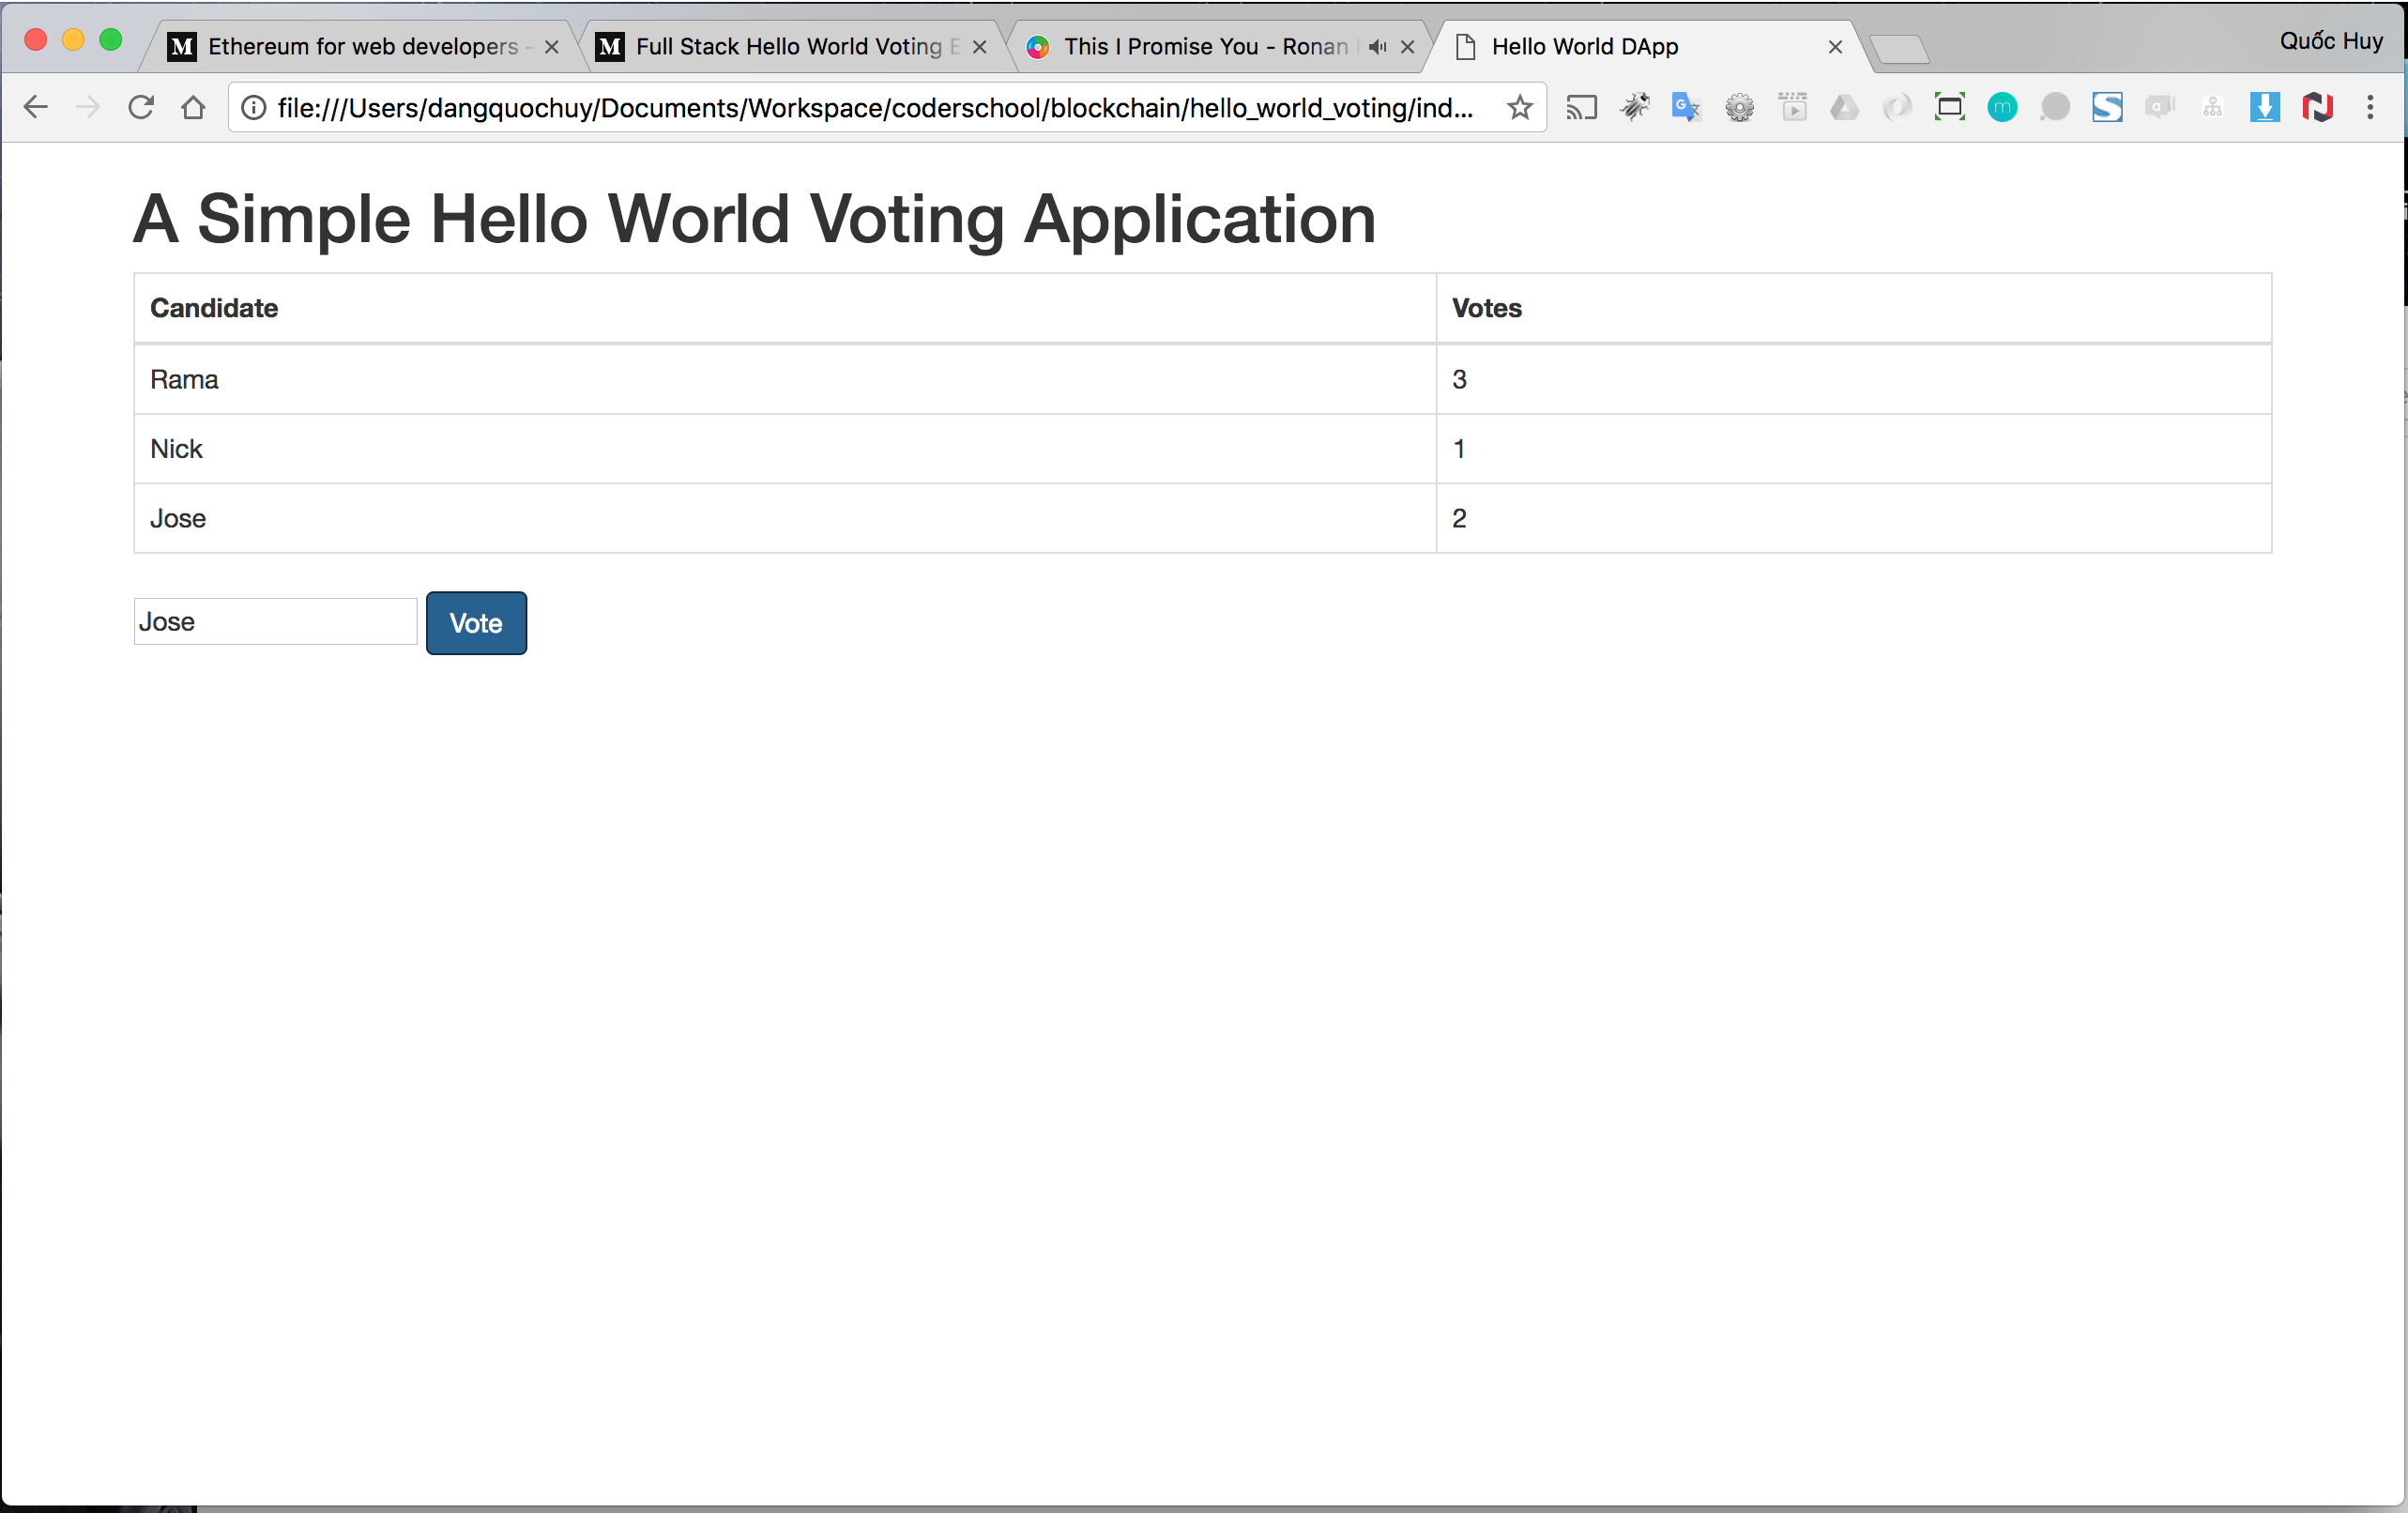 Ethereum for web developers -
Full Stack Hello World Voting E
This I Promise You - Ronan
Hello World DApp
Quốc Huy
file:///Users/dangquochuy/Documents/Workspace/coderschool/blockchain/hello_world_voting/ind...
A Simple Hello World Voting Application
Candidate Votes
Rama 3
Nick 1
Jose 2
Jose Vote